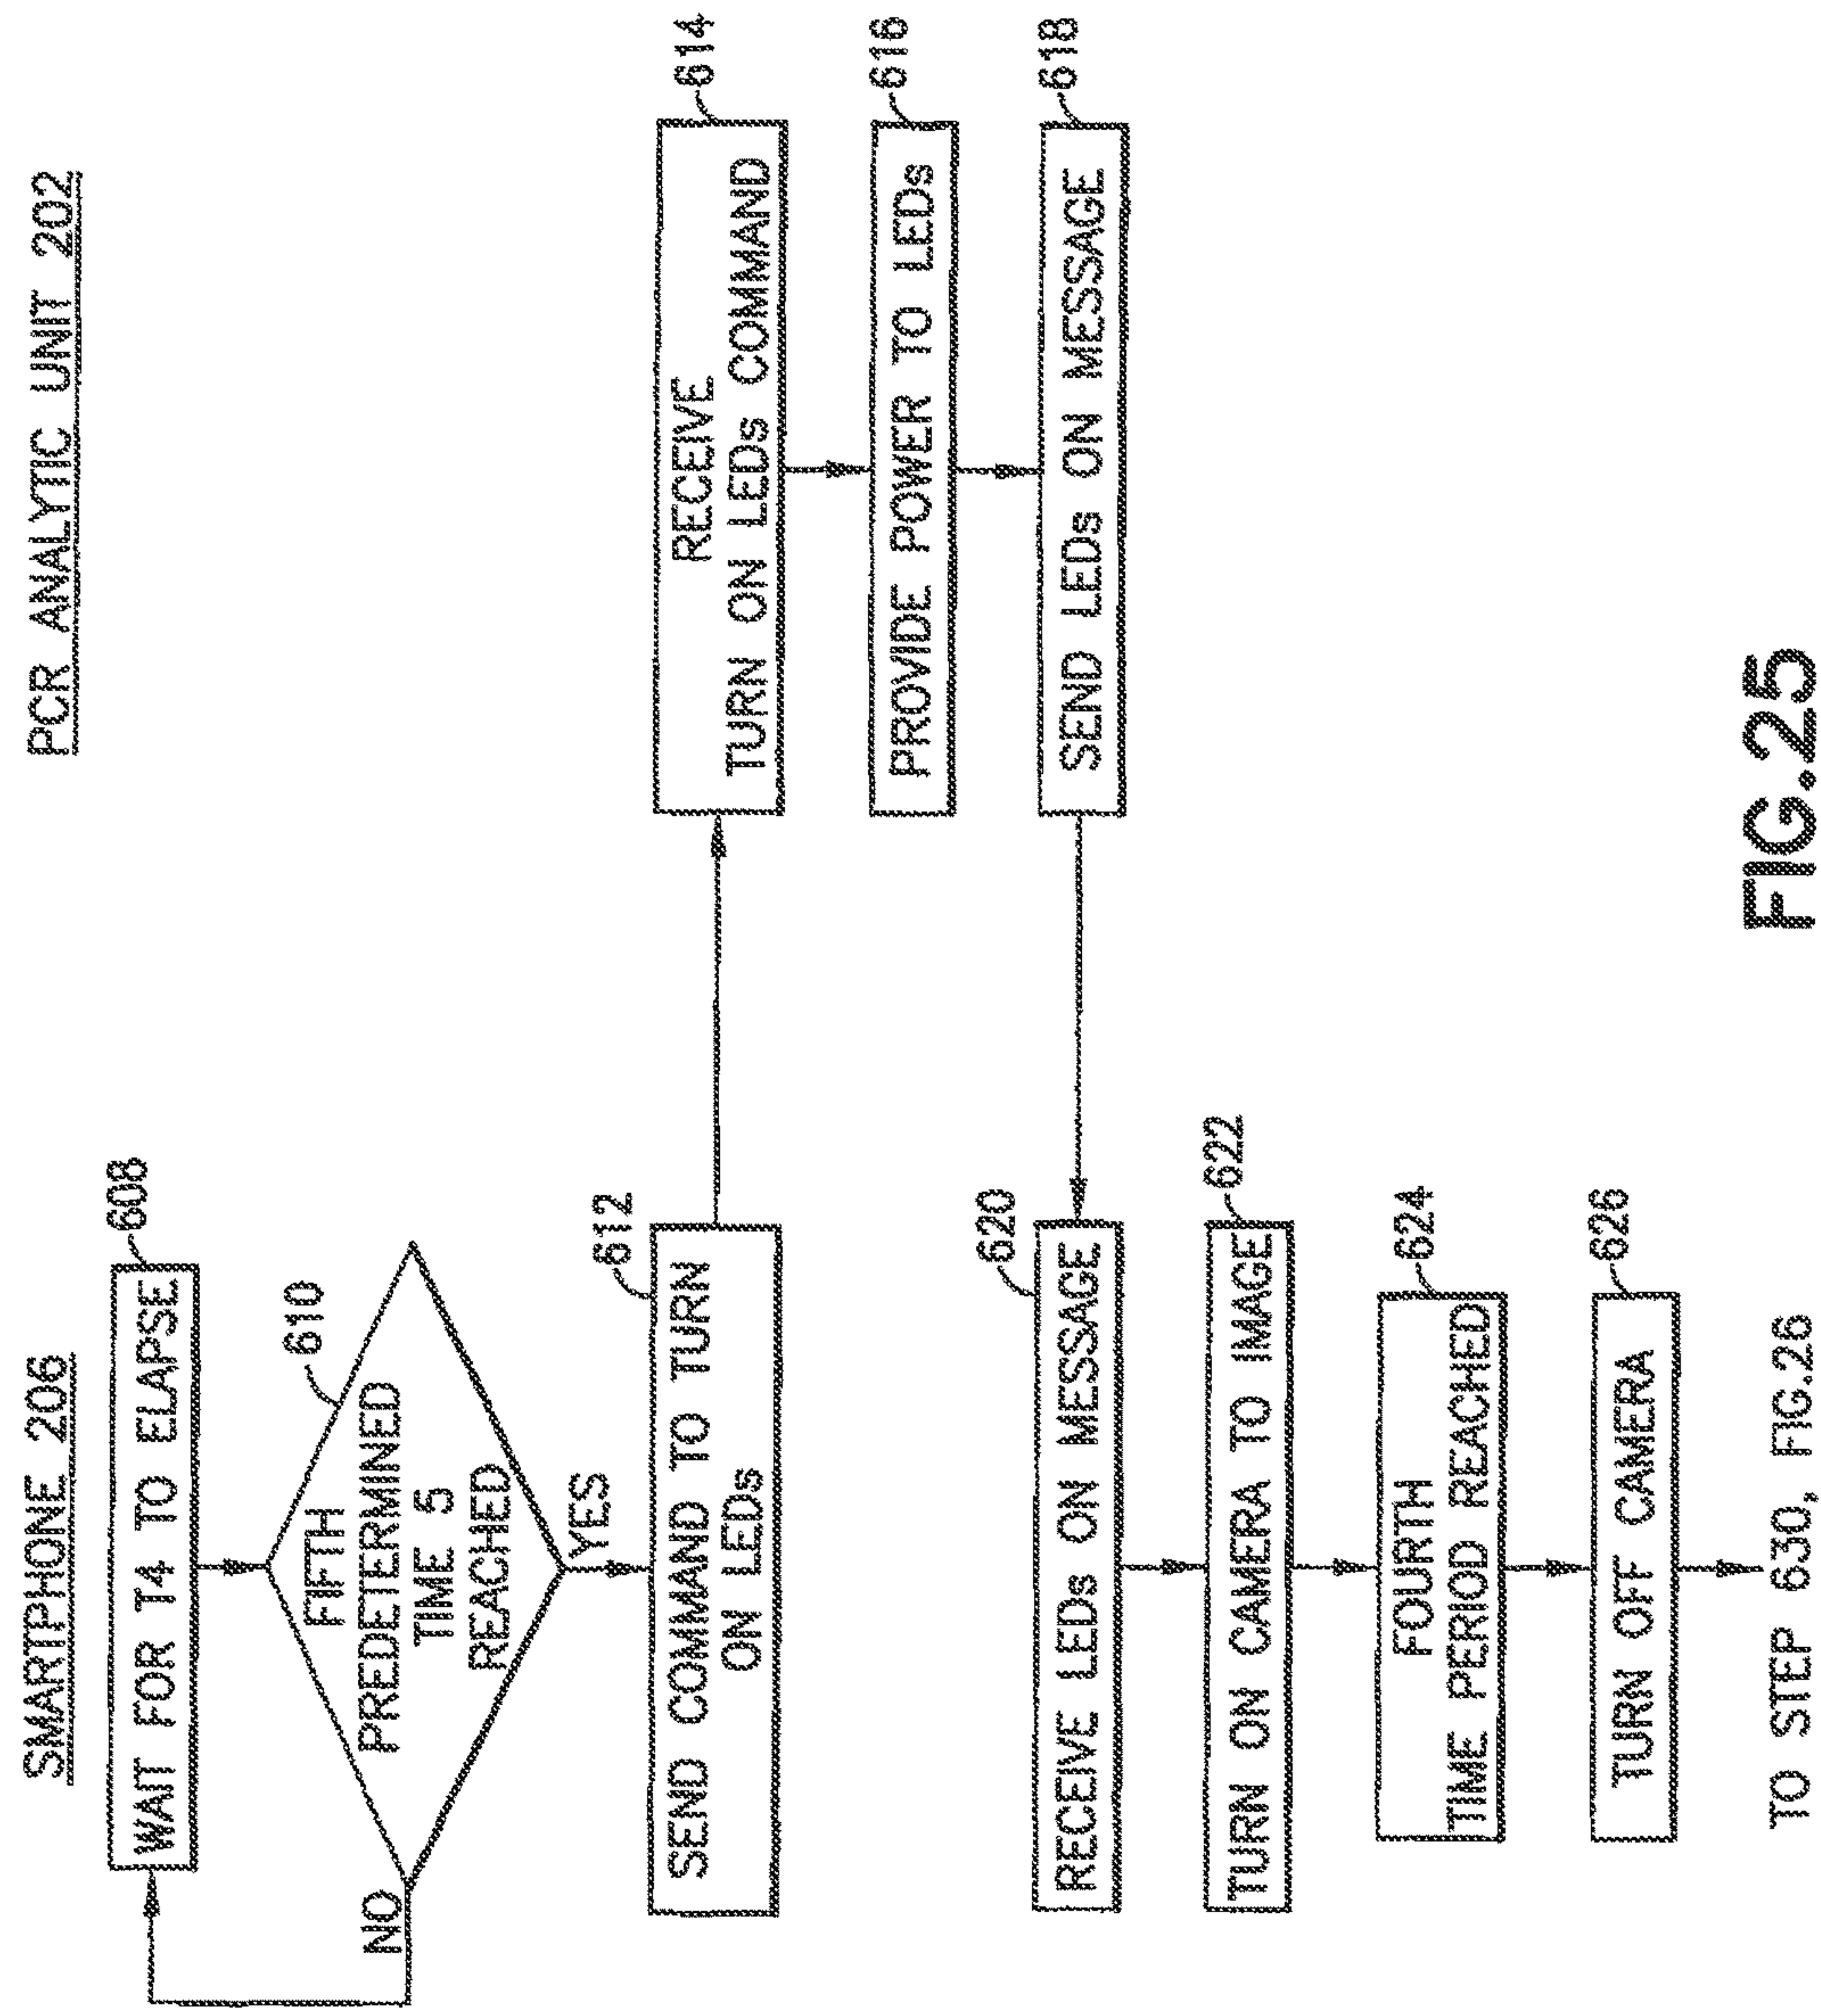 SMARTPHONE 206
PCR ANALYTIC UNIT 202
WAIT FOR T4 TO ELAPSE
608
FIFTH
PREDETERMINED
TIME 5
REACHED
610
NO
YES
SEND COMMAND TO TURN
ON LEDs
612
RECEIVE
TURN ON LEDs COMMAND
614
PROVIDE POWER TO LEDs
616
SEND LEDs ON MESSAGE
618
RECEIVE LEDs ON MESSAGE
620
TURN ON CAMERA TO IMAGE
622
FOURTH
TIME PERIOD REACHED
624
TURN OFF CAMERA
626
TO STEP 630, FIG.26
FIG.25